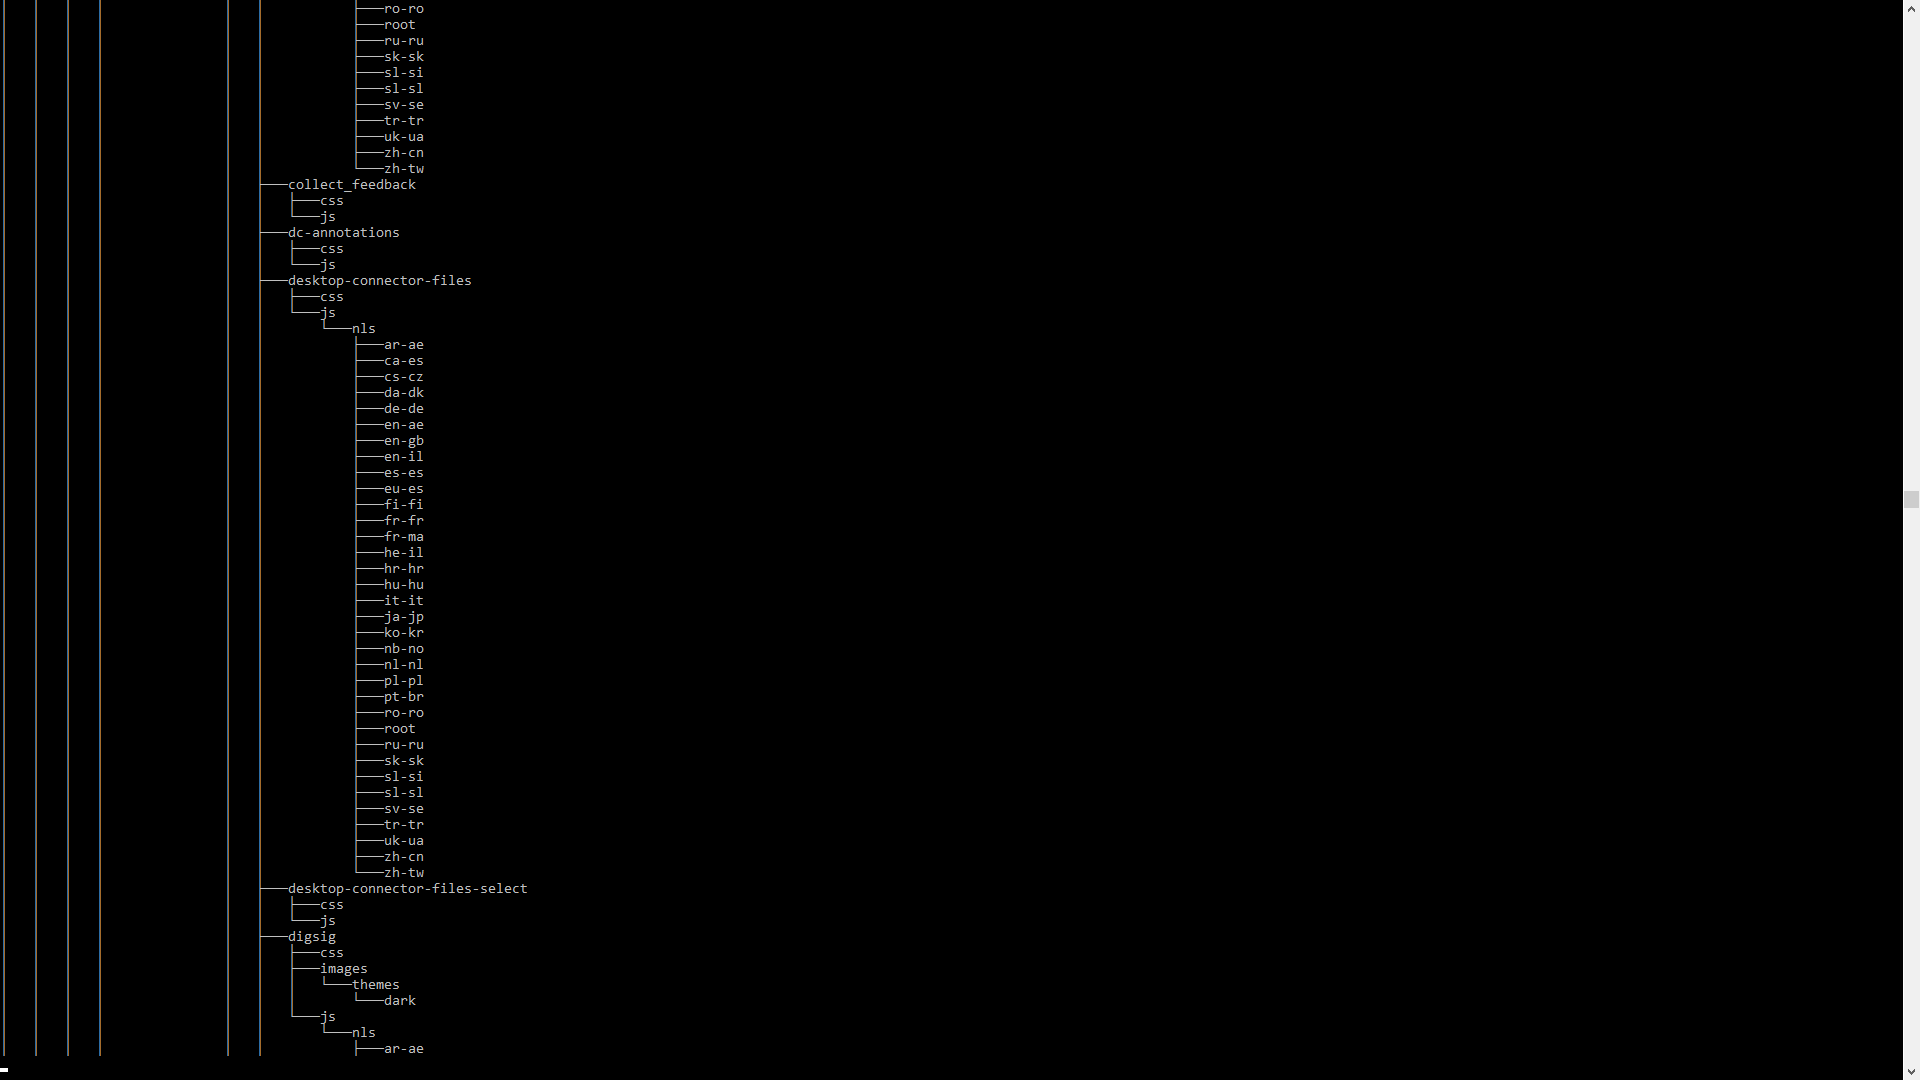 ro-ro
root
ru-ru
sk-sk
sl-si
sl-sl
sv-se
tr-tr
uk-ua
zh-cn
zh-tw
collect_feedback
css
js
dc-annotations
css
js
desktop-connector-files
css
js
nls
ar-ae
ca-es
cs-cz
da-dk
de-de
en-ae
en-gb
en-il
es-es
eu-es
fi-fi
fr-fr
fr-ma
he-il
hr-hr
hu-hu
it-it
ja-jp
ko-kr
nb-no
nl-nl
pl-pl
pt-br
ro-ro
root
ru-ru
sk-sk
sl-si
sl-sl
sv-se
tr-tr
uk-ua
zh-cn
zh-tw
desktop-connector-files-select
css
js
digsig
css
images
themes
dark
js
nls
ar-ae